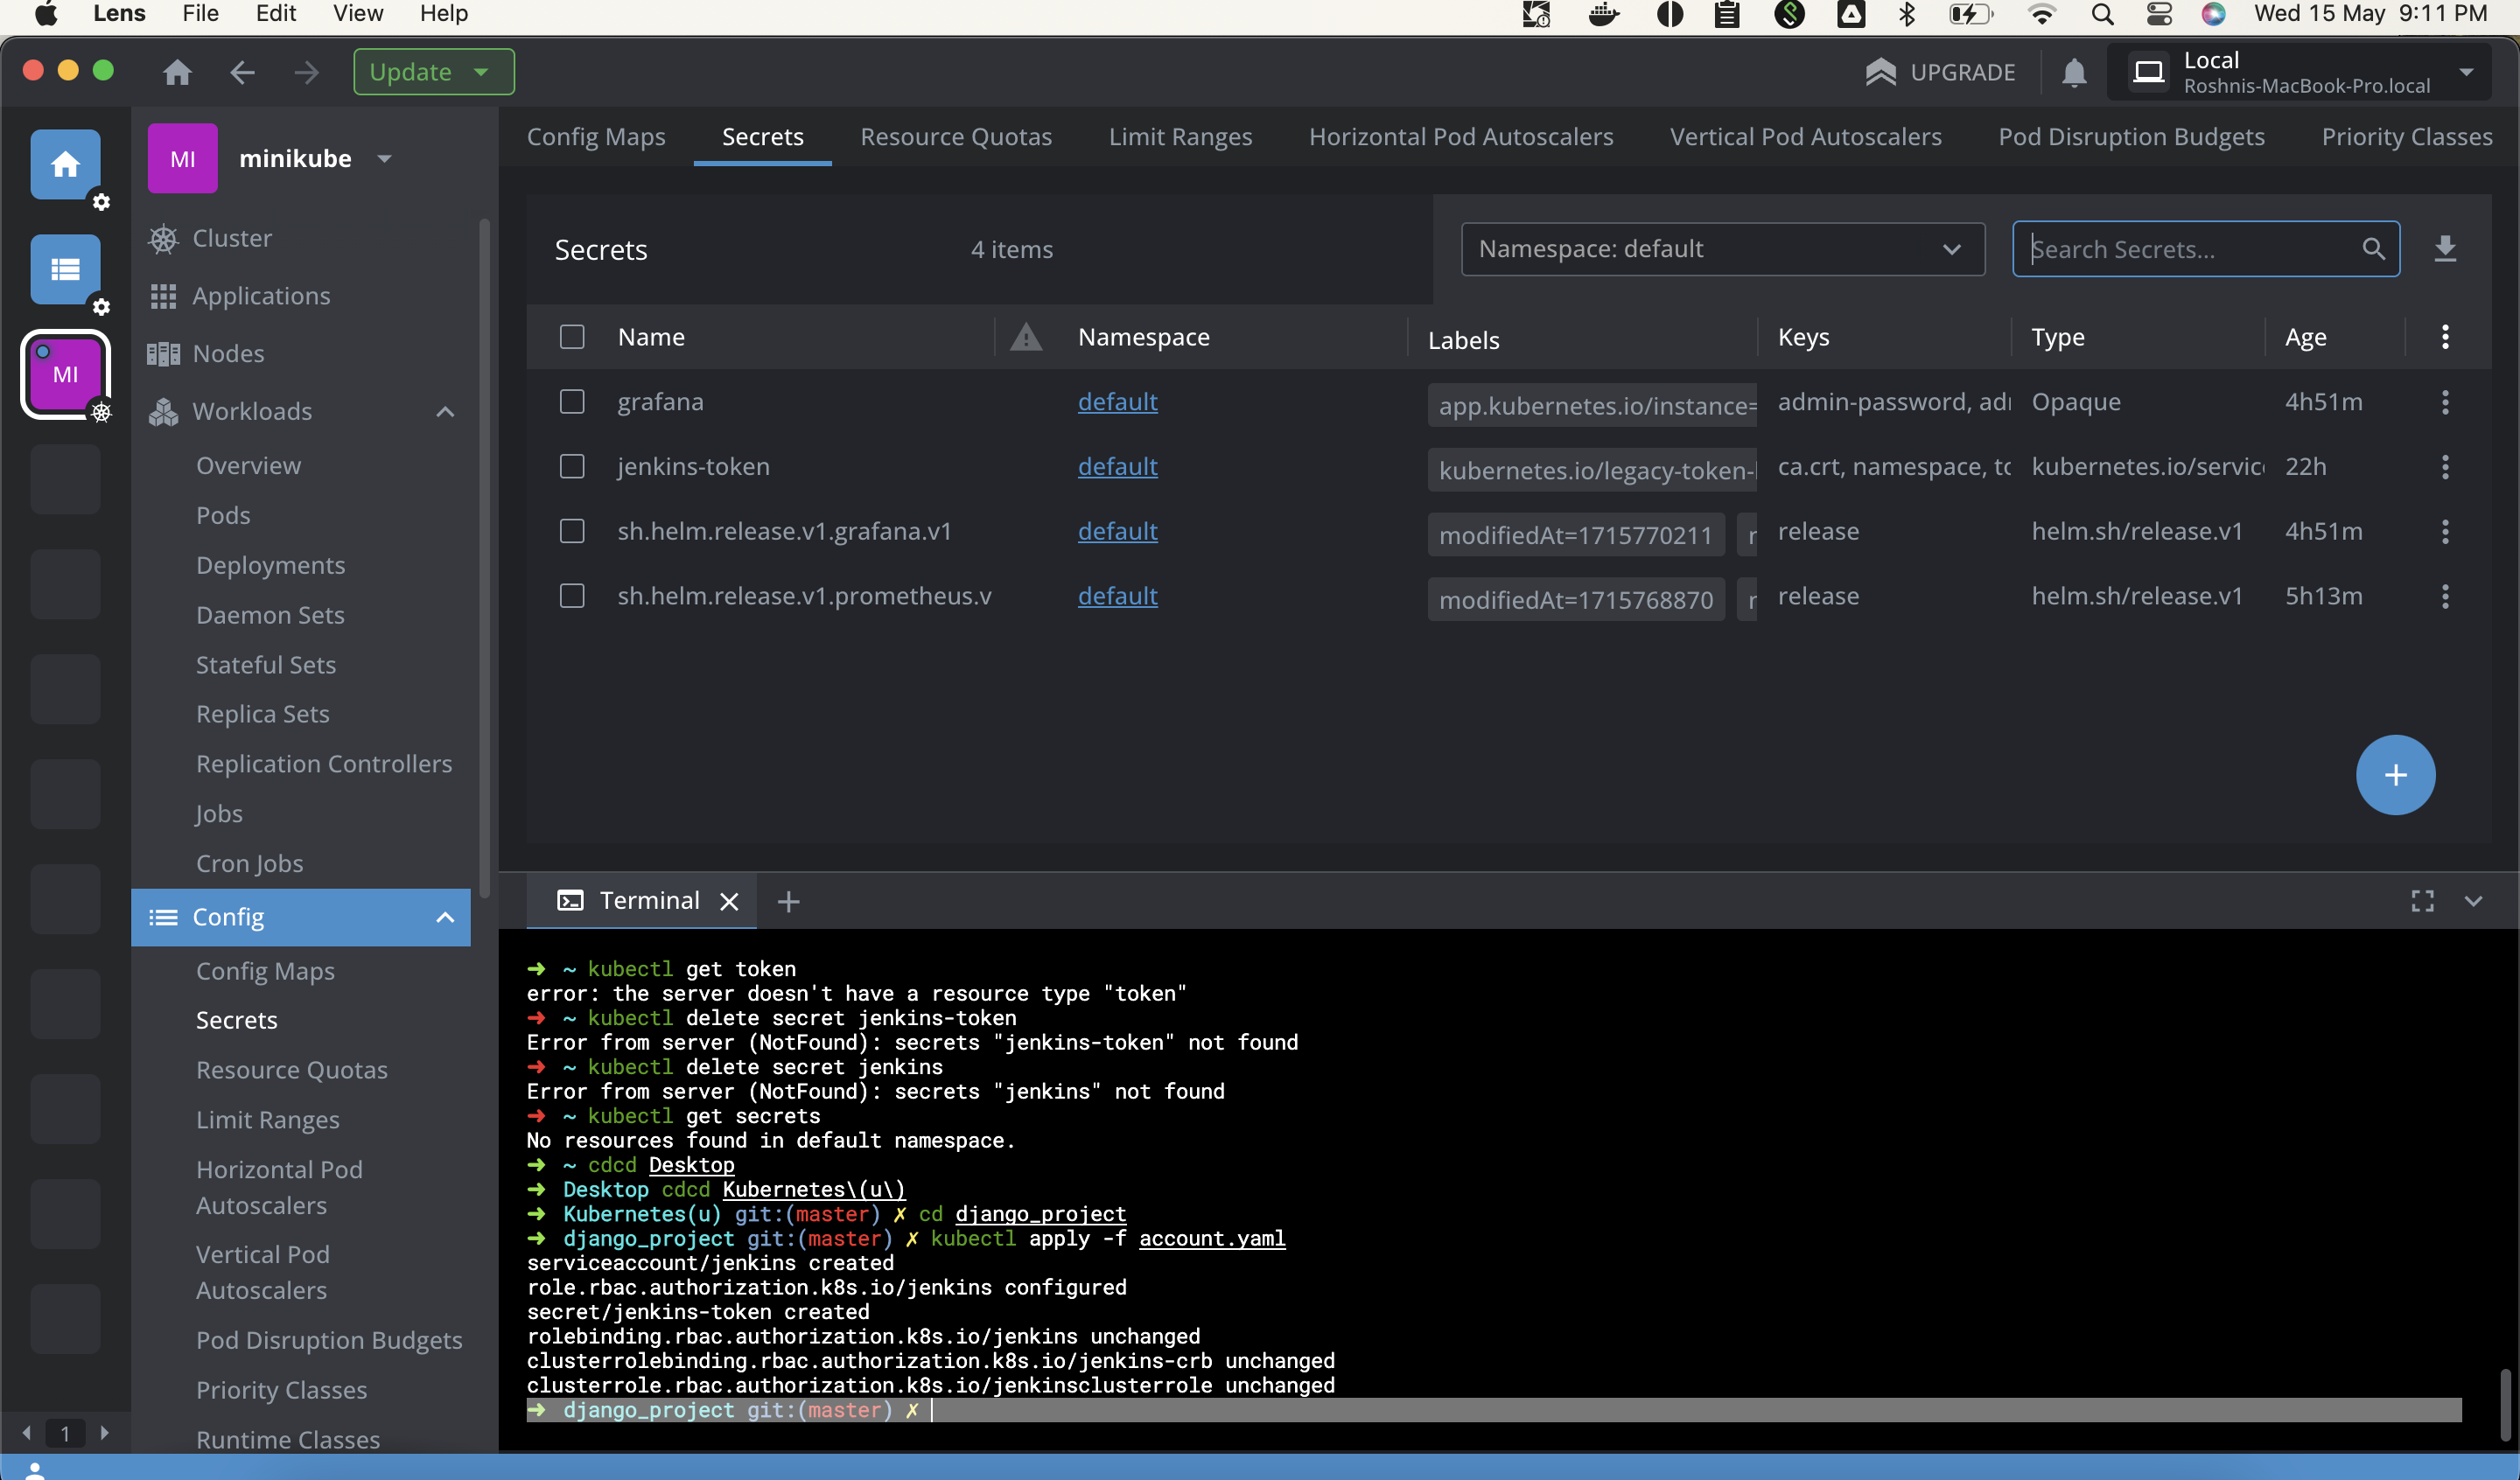 Lens File Edit View Help Wed 15 May 9:11 PM
Update UPGRADE Local
Roshnis-MacBook-Pro.local
MI minikube
Config Maps Secrets Resource Quotas Limit Ranges Horizontal Pod Autoscalers Vertical Pod Autoscalers Pod Disruption Budgets Priority Classes
MI
Cluster
Applications
Nodes
Workloads
Overview
Pods
Deployments
Daemon Sets
Stateful Sets
Replica Sets
Replication Controllers
Jobs
Cron Jobs
Config
Config Maps
Secrets
Resource Quotas
Limit Ranges
Horizontal Pod
Autoscalers
Vertical Pod
Autoscalers
Pod Disruption Budgets
Priority Classes
Runtime Classes
1
Secrets 4 items Namespace: default Search Secrets...
Name Namespace Labels Keys Type Age
grafana default app.kubernetes.io/instance= admin-password, adı Opaque 4h51m
jenkins-token default kubernetes.io/legacy-token- ca.crt, namespace, tc kubernetes.io/servic 22h
sh.helm.release.v1.grafana.v1 default modifiedAt=1715770211 r release helm.sh/release.v1 4h51m
sh.helm.release.v1.prometheus.v default modifiedAt=1715768870 r release helm.sh/release.v1 5h13m
+
Terminal
➜ ~ kubectl get token
error: the server doesn't have a resource type "token"
➜ ~ kubectl delete secret jenkins-token
Error from server (NotFound): secrets "jenkins-token" not found
➜ ~ kubectl delete secret jenkins
Error from server (NotFound): secrets "jenkins" not found
➜ ~ kubectl get secrets
No resources found in default namespace.
➜ ~ cdcd Desktop
➜ Desktop cdcd Kubernetes\(u\)
➜ Kubernetes(u) git:(master) ✗ cd django_project
➜ django_project git:(master) ✗ kubectl apply -f account.yaml
serviceaccount/jenkins created
role.rbac.authorization.k8s.io/jenkins configured
secret/jenkins-token created
rolebinding.rbac.authorization.k8s.io/jenkins unchanged
clusterrolebinding.rbac.authorization.k8s.io/jenkins-crb unchanged
clusterrole.rbac.authorization.k8s.io/jenkinsclusterrole unchanged
➜ django_project git:(master) ✗